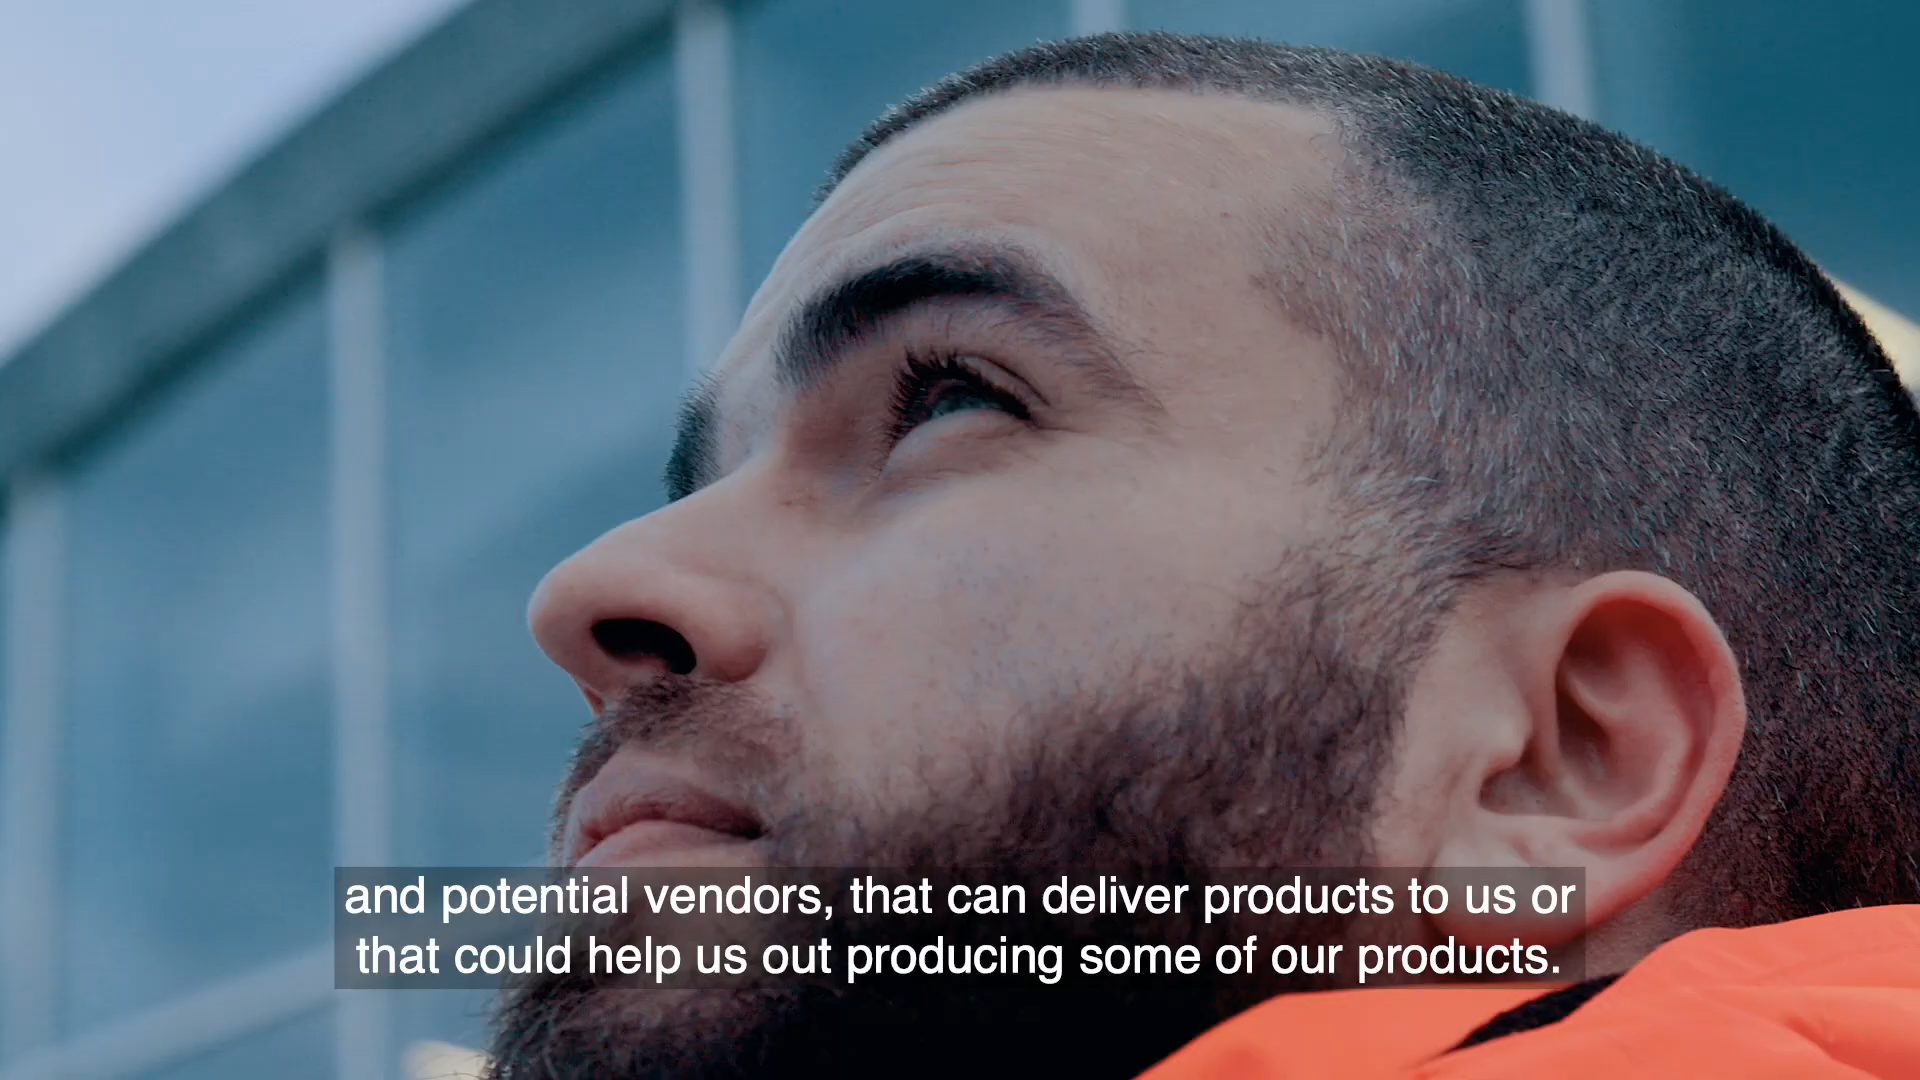 and potential vendors, that can deliver products to us or
that could help us out producing some of our products.